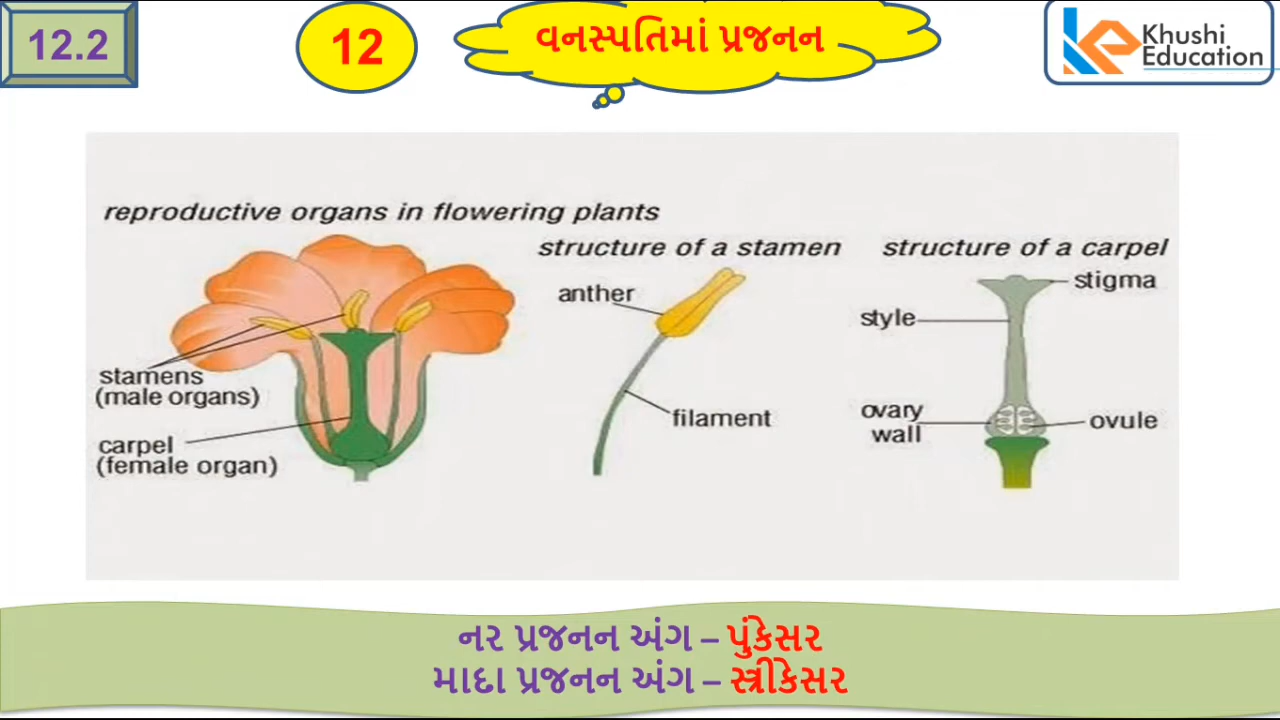 12.2
12
વનસ્પતિમાં પ્રજનન
Khushi
Education
reproductive organs in flowering plants
structure of a stamen
structure of a carpel
anther
stigma
style
stamens
(male organs)
filament
ovary
wall
ovule
carpel
(female organ)
નર પ્રજનન અંગ – પુંકેસર
માદા પ્રજનન અંગ – સ્ત્રીકેસર